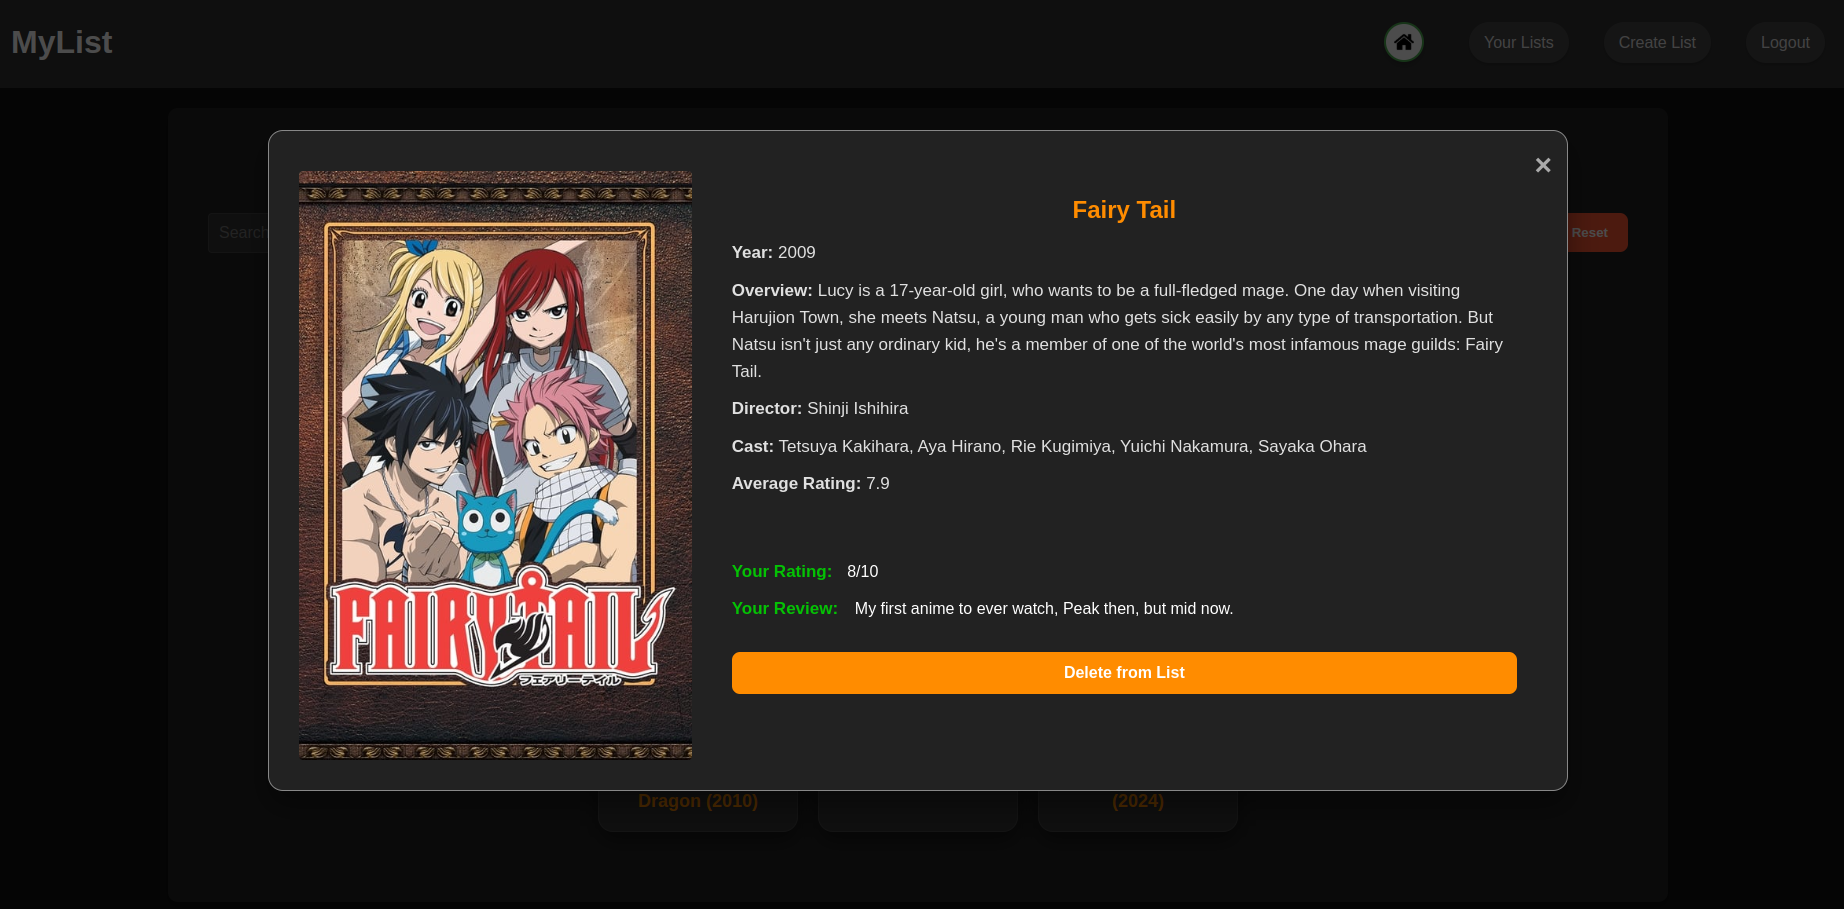 MyList
Your Lists
Create List
Logout
Search
Reset
×
Fairy Tail
Year: 2009
Overview: Lucy is a 17-year-old girl, who wants to be a full-fledged mage. One day when visiting
Harujion Town, she meets Natsu, a young man who gets sick easily by any type of transportation. But
Natsu isn't just any ordinary kid, he's a member of one of the world's most infamous mage guilds: Fairy
Tail.
Director: Shinji Ishihira
Cast: Tetsuya Kakihara, Aya Hirano, Rie Kugimiya, Yuichi Nakamura, Sayaka Ohara
Average Rating: 7.9
Your Rating: 8/10
Your Review: My first anime to ever watch, Peak then, but mid now.
Delete from List
FAIRY TAIL
フェアリーテイル
Dragon (2010)
(2024)